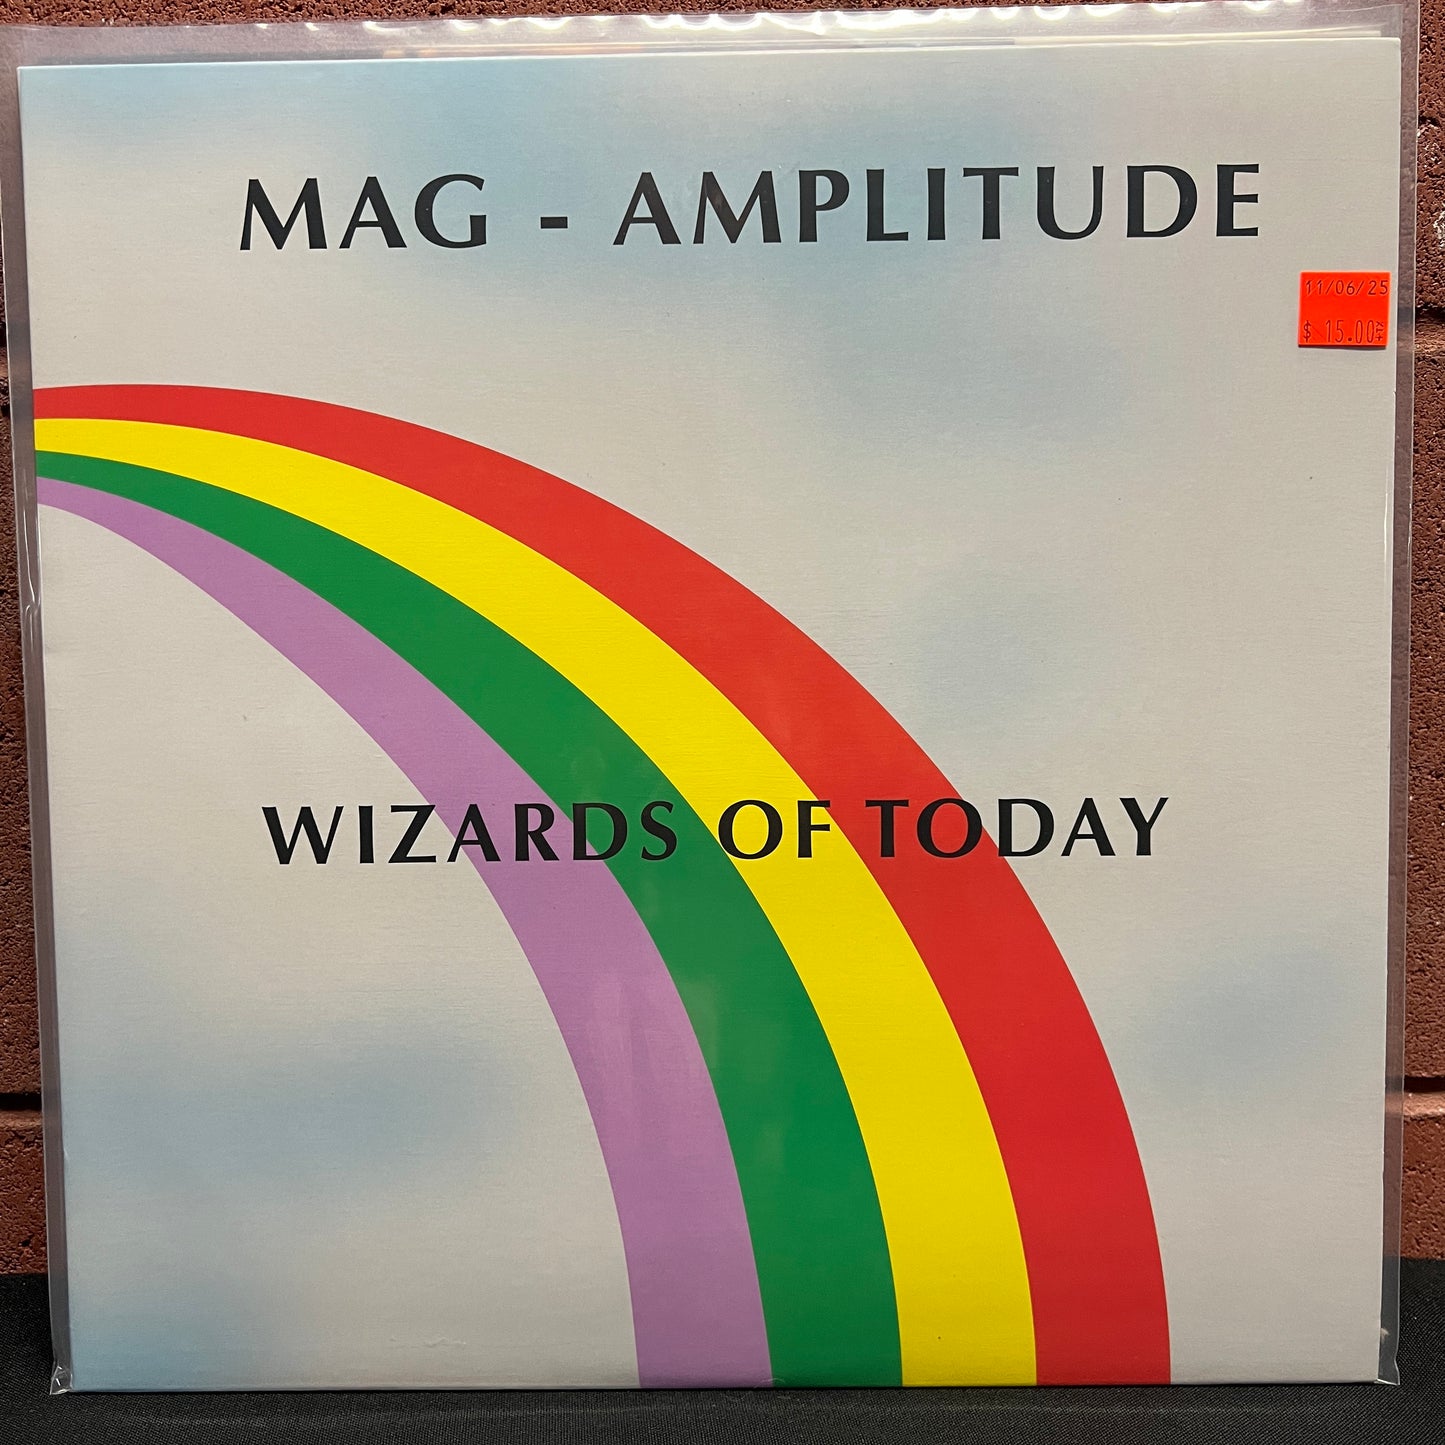 MAG - AMPLITUDE
11/06/25
$ 15.00
WIZARDS OF TODAY